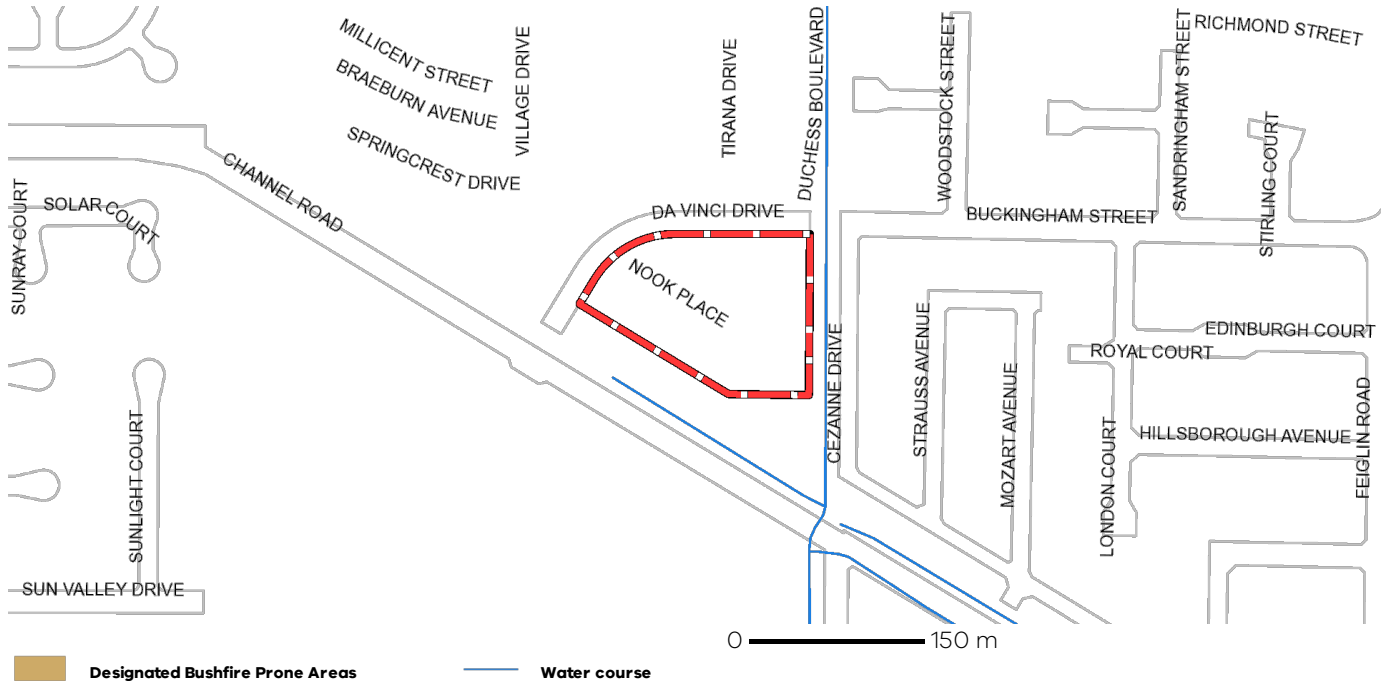 MILLICENT STREET
BRAEBURN AVENUE
SPRINGCREST DRIVE
VILLAGE DRIVE
TIRANA DRIVE
DUCHESS BOULEVARD
WOODSTOCK STREET
SANDRINGHAM STREET
RICHMOND STREET
STIRLING COURT
CHANNEL ROAD
SUNRAY COURT
SOLAR COURT
DA VINCI DRIVE
BUCKINGHAM STREET
NOOK PLACE
CEZANNE DRIVE
STRAUSS AVENUE
MOZART AVENUE
EDINBURGH COURT
ROYAL COURT
LONDON COURT
HILLSBOROUGH AVENUE
FEIGLIN ROAD
SUNLIGHT COURT
SUN VALLEY DRIVE
0 150 m
Designated Bushfire Prone Areas
Water course